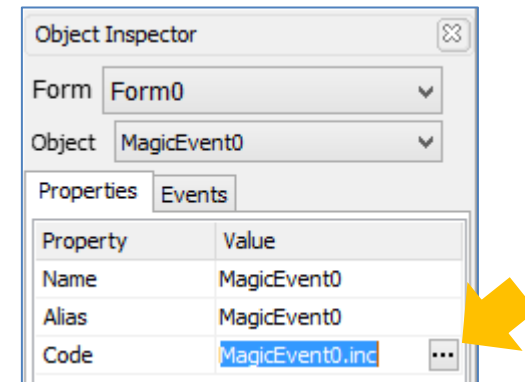 Object Inspector
Form Form0
Object MagicEvent0
Properties Events
Property Value
Name MagicEvent0
Alias MagicEvent0
Code MagicEvent0.inc ...